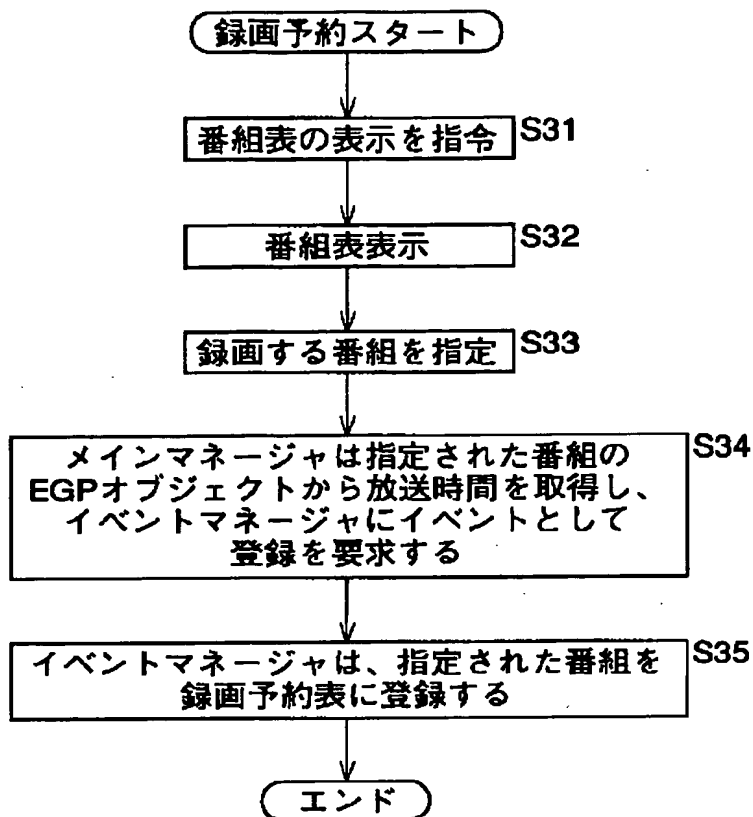 録画予約スタート
番組表の表示を指令 S31
番組表表示 S32
録画する番組を指定 S33
S34
メインマネージャは指定された番組の
EGPオブジェクトから放送時間を取得し、
イベントマネージャにイベントとして
登録を要求する
S35
イベントマネージャは、指定された番組を
録画予約表に登録する
エンド